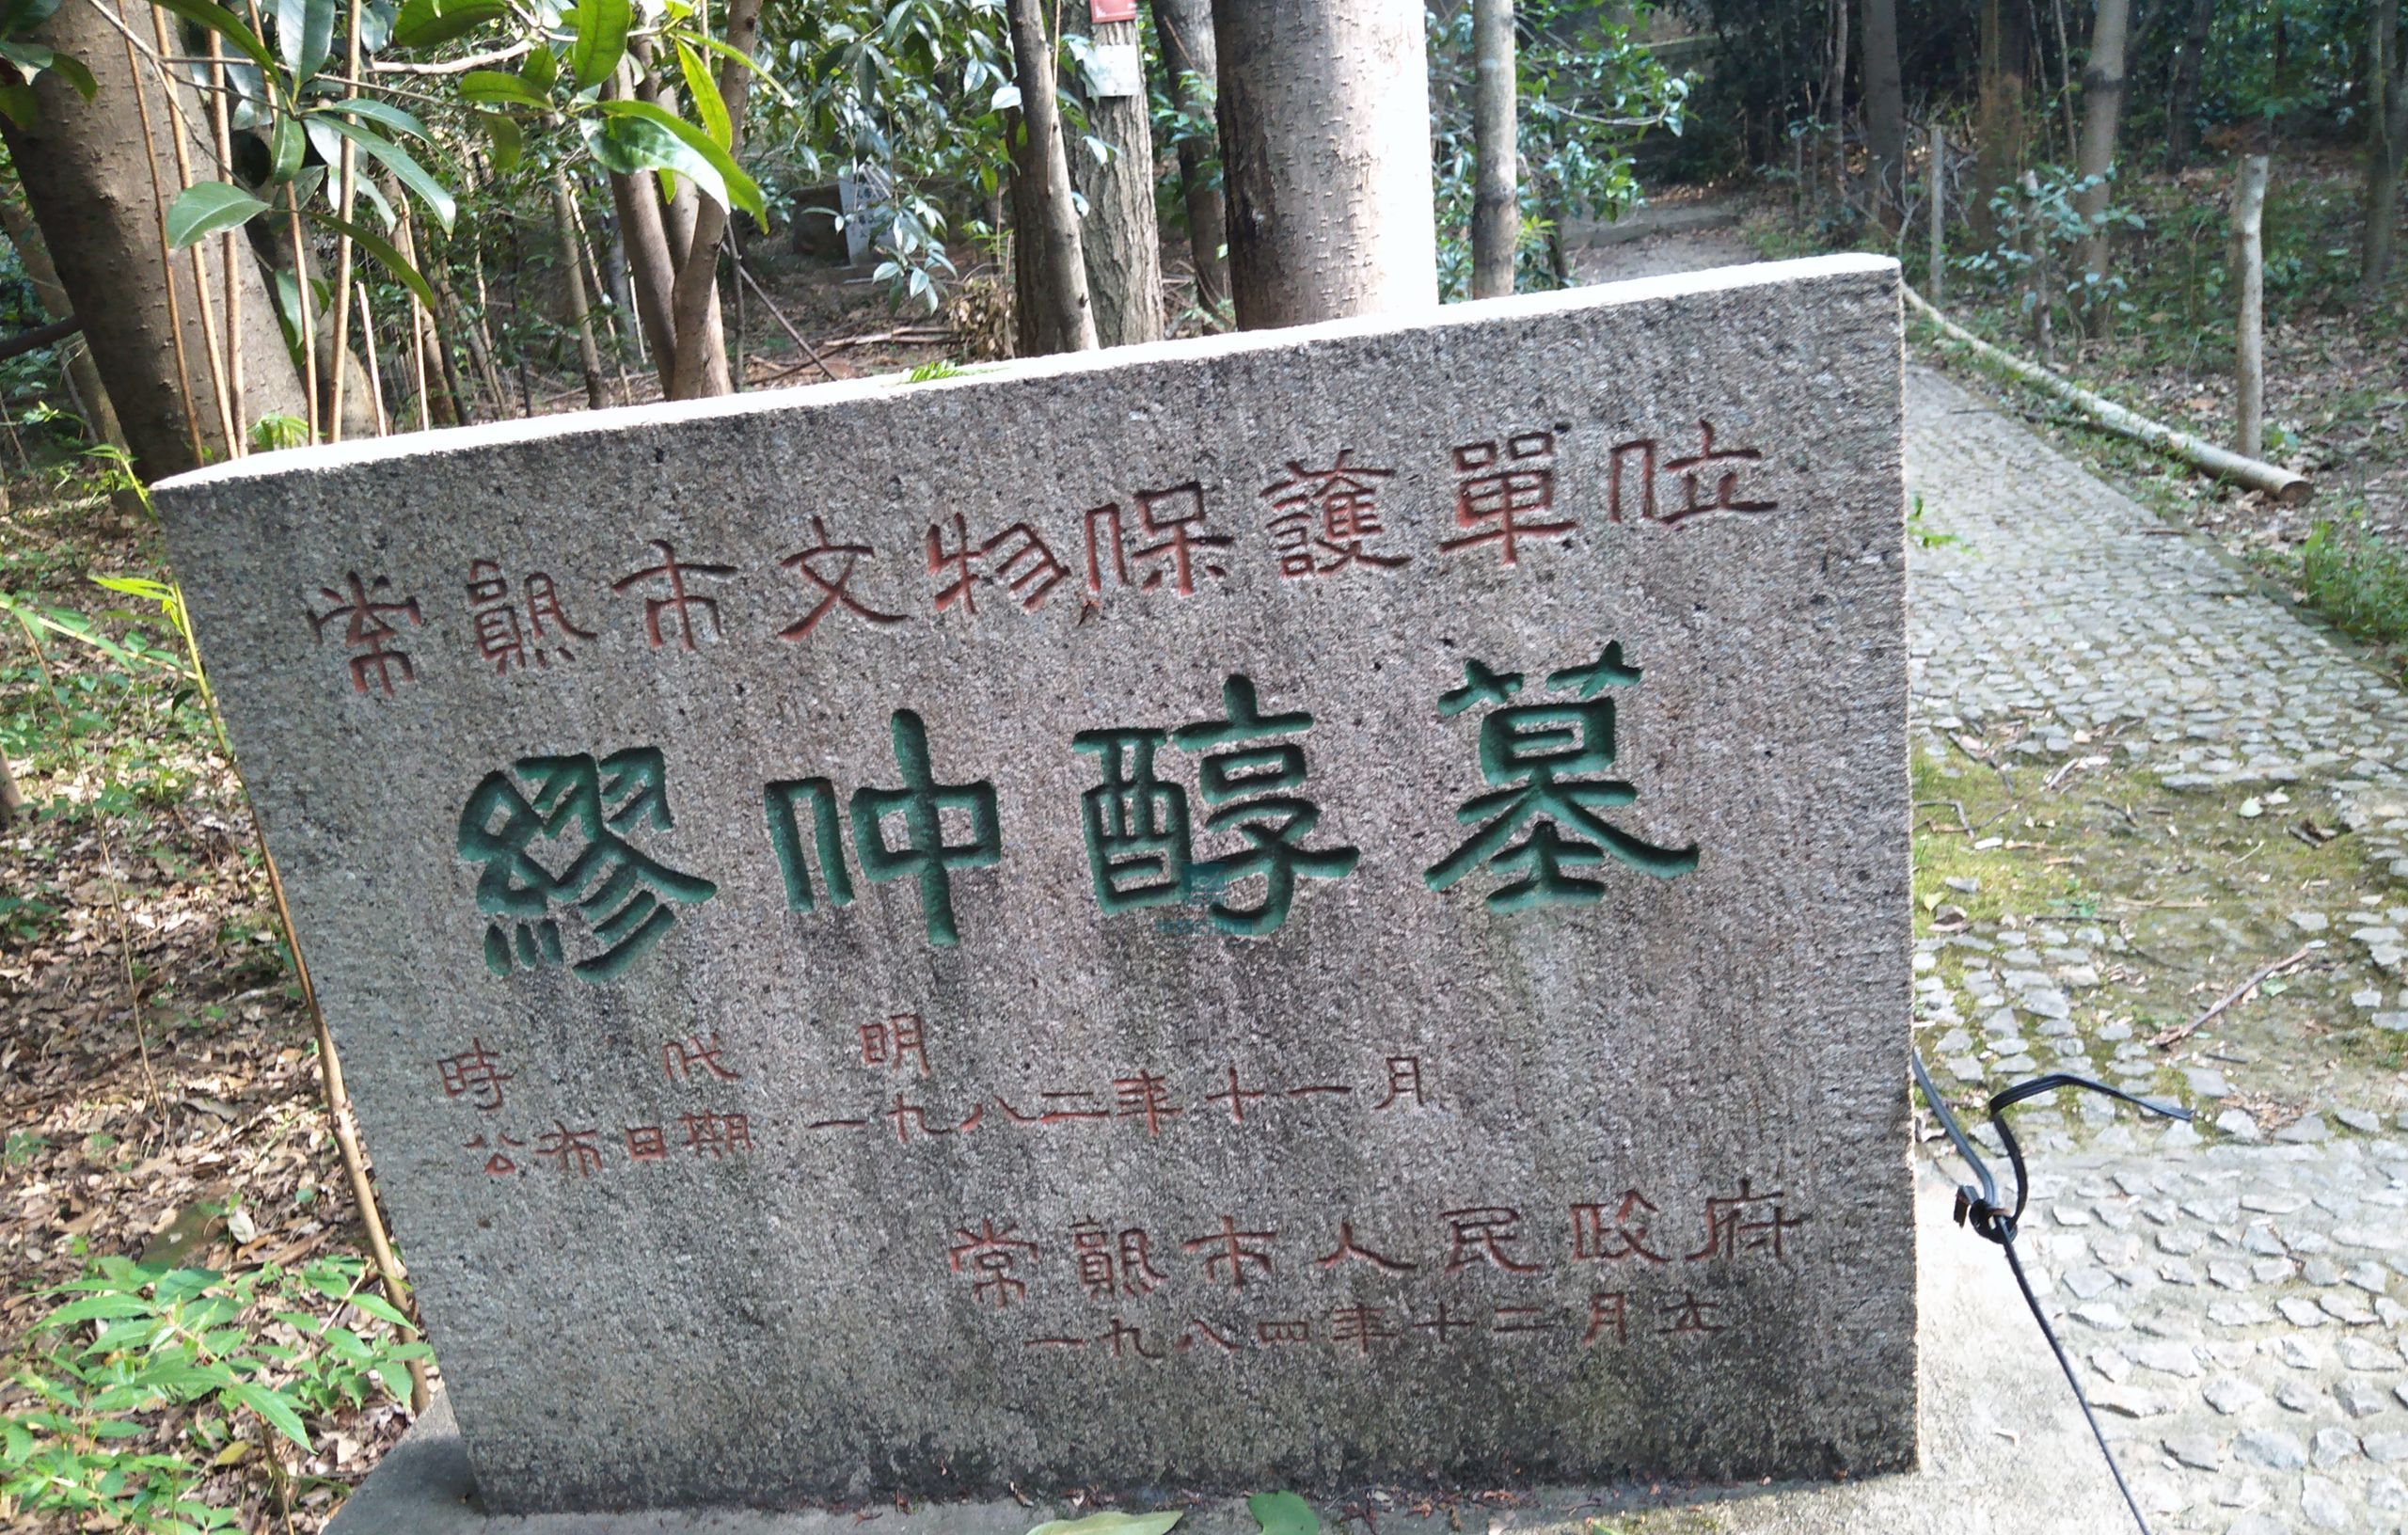 常熟市文物保護單位
繆仲醇墓
時代 明
公布日期 一九八二年十一月
常熟市人民政府
一九八四年十二月立